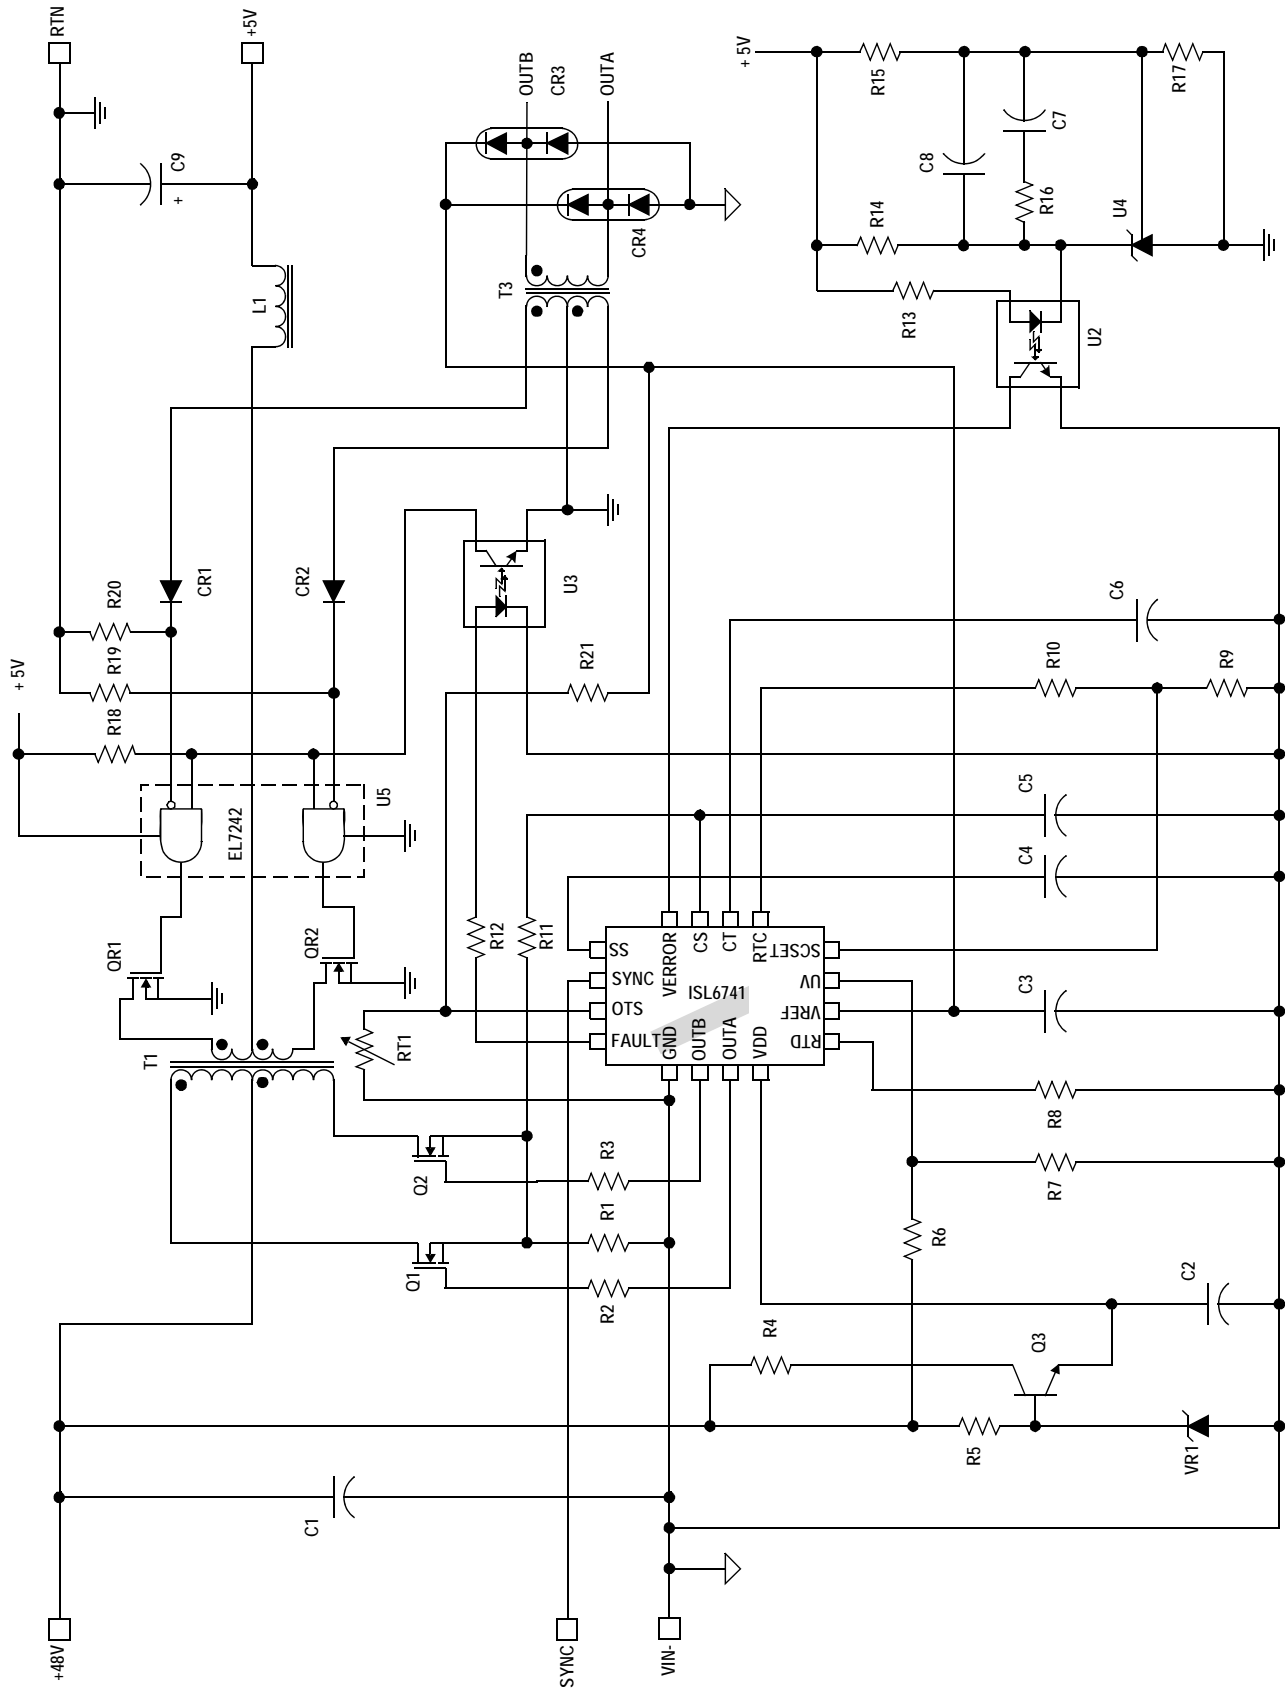 RTN
+5V
C9
+
L1
OUTB
CR3
OUTA
CR4
T3
+ 5V
R15
R17
C7
C8
R16
R14
U4
R13
U2
R20
CR1
CR2
R19
R18
+ 5V
U3
R21
C6
R10
R9
EL7242
U5
C5
C4
QR1
QR2
R12
R11
T1
RT1
SS
SYNC
OTS
FAULT
VERROR
CS
CT
RTC
ISL6741
GND
OUTB
OUTA
VDD
SCSET
UV
VREF
RTD
C3
R8
R7
R6
Q2
R3
Q1
R1
R2
R4
Q3
C2
R5
VR1
C1
+48V
SYNC
VIN-